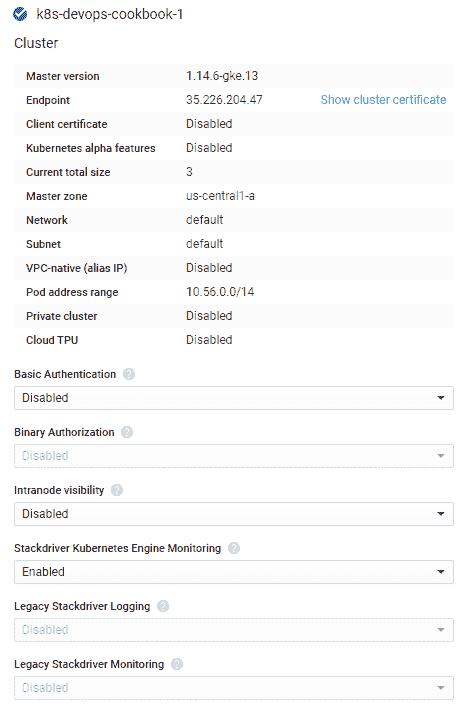 k8s-devops-cookbook-1
Cluster
Master version 1.14.6-gke.13
Endpoint 35.226.204.47 Show cluster certificate
Client certificate Disabled
Kubernetes alpha features Disabled
Current total size 3
Master zone us-central1-a
Network default
Subnet default
VPC-native (alias IP) Disabled
Pod address range 10.56.0.0/14
Private cluster Disabled
Cloud TPU Disabled
Basic Authentication ?
Disabled
Binary Authorization ?
Disabled
Intranode visibility ?
Disabled
Stackdriver Kubernetes Engine Monitoring ?
Enabled
Legacy Stackdriver Logging ?
Disabled
Legacy Stackdriver Monitoring ?
Disabled